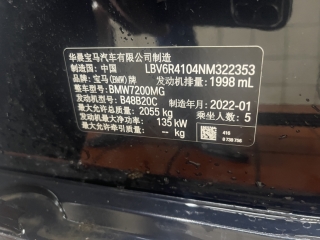 华晨宝马汽车有限公司制造
制造国：中国 LBV6R4104NM322353
品牌：宝马(BMW)牌 发动机排量：1998 mL
整车型号：BMW7200MG
发动机型号：B48B20C 制造年月：2022-01
最大允许总质量：2055 kg 乘坐人数：5
发动机最大净功率：135 kW
最大允许牵引质量：-- kg